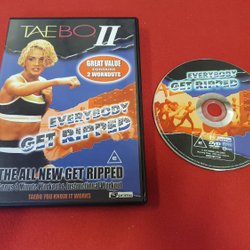 TAEBO II
GREAT VALUE
2 WORKOUTS
EVERYBODY
GET RIPPED
THE ALL NEW GET RIPPED
TAEBO YOU KNOW IT WORKS
EVERYBODY
GET RIPPED